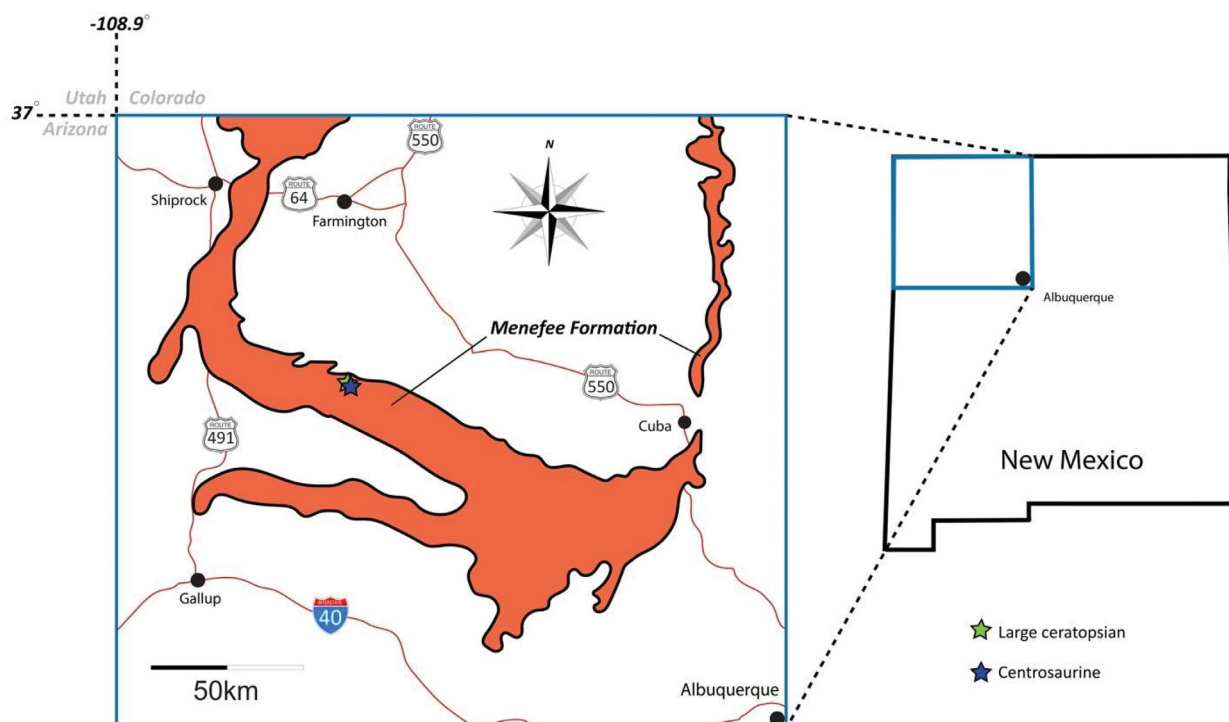 -108.9°
Utah Colorado
37°
Arizona
ROUTE
550
N
Shiprock
ROUTE
64
Farmington
Albuquerque
Menefee Formation
ROUTE
550
Cuba
ROUTE
491
New Mexico
Gallup
INTERSTATE
40
Large ceratopsian
50km
Centrosaurine
Albuquerque